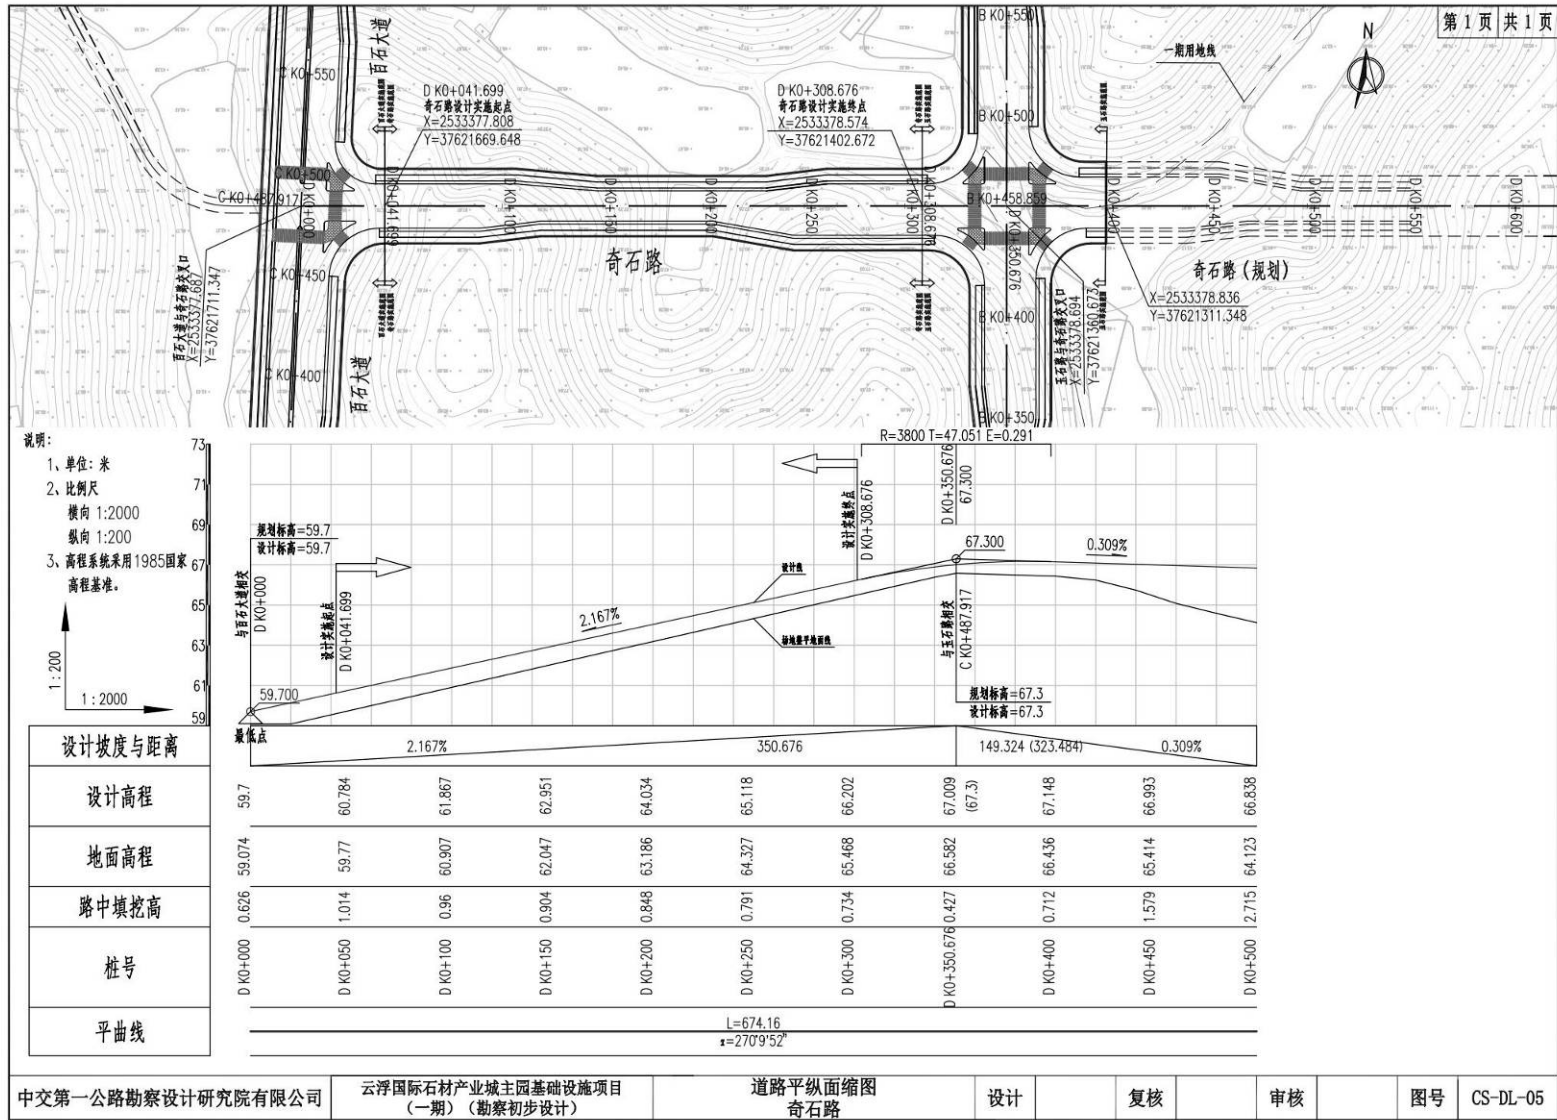 第 1 页 共 1 页
N
一期用地线
B K0+550
C K0+550
百石大道
D K0+041.699
奇石路设计实施起点
X=2533377.808
Y=37621669.648
D K0+308.676
奇石路设计实施终点
X=2533378.574
Y=37621402.672
B K0+500
C K0+500
C K0+487.917
D K0+000
D K0+041.699
D K0+100
D K0+150
D K0+200
D K0+250
D K0+300
K0+308.676
B K0+458.859
D K0+350.676
D K0+400
D K0+450
D K0+500
D K0+550
D K0+600
奇石路
奇石路（规划）
X=2533378.836
Y=37621311.348
C K0+450
百石大道与奇石路交叉口
X=2533377.687
Y=37621711.347
B K0+400
玉石路与奇石路交叉口
X=2533378.694
Y=37621360.673
C K0+400
百石大道
B K0+350
说明：
1、单位：米
2、比例尺
横向 1:2000
纵向 1:200
3、高程系统采用1985国家
高程基准。
1:200
1:2000
73
71
69
67
65
63
61
59
R=3800 T=47.051 E=0.291
规划标高=59.7
设计标高=59.7
与百石大道相交
D K0+000
设计实施起点
D K0+041.699
59.700
最低点
2.167%
设计线
场地整平地面线
设计实施终点
D K0+308.676
D K0+350.676
67.300
67.300
0.309%
与玉石路相交
C K0+487.917
规划标高=67.3
设计标高=67.3
设计坡度与距离 2.167% 350.676 149.324 (323.484) 0.309%
设计高程 59.7 60.784 61.867 62.951 64.034 65.118 66.202 67.009 (67.3) 67.148 66.993 66.838
地面高程 59.074 59.77 60.907 62.047 63.186 64.327 65.468 66.582 66.436 65.414 64.123
路中填挖高 0.626 1.014 0.96 0.904 0.848 0.791 0.734 0.427 0.712 1.579 2.715
桩号 D K0+000 D K0+050 D K0+100 D K0+150 D K0+200 D K0+250 D K0+300 D K0+350.676 D K0+400 D K0+450 D K0+500
平曲线
L=674.16
a=270°9'52"
中交第一公路勘察设计研究院有限公司
云浮国际石材产业城主园基础设施项目
（一期）（勘察初步设计）
道路平纵面缩图
奇石路
设计 复核 审核 图号 CS-DL-05